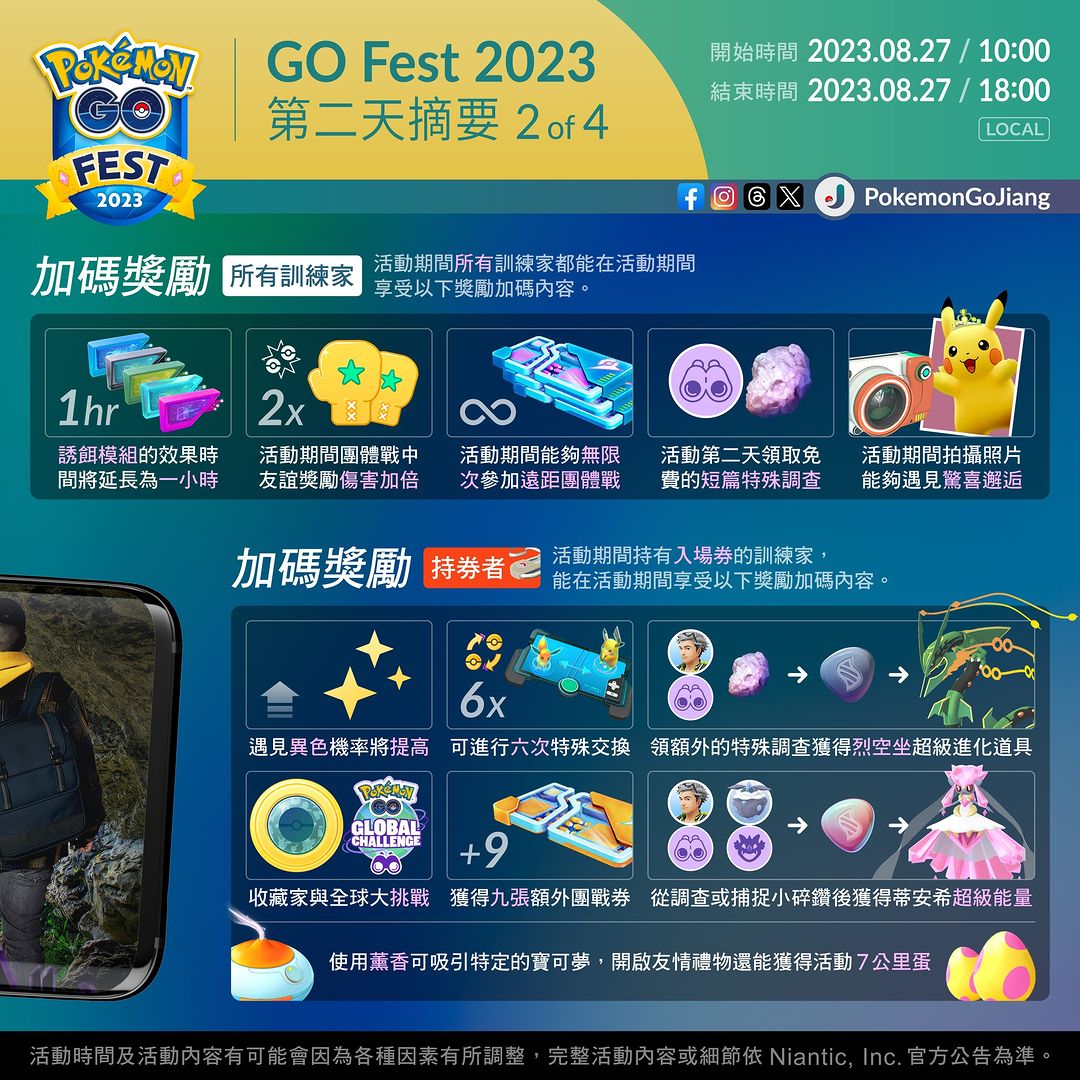 POKÉMON
GO
FEST
2023
GO Fest 2023
第二天摘要 2 of 4
開始時間 2023.08.27 / 10:00
結束時間 2023.08.27 / 18:00
LOCAL
PokemonGoJiang
加碼獎勵 所有訓練家
活動期間所有訓練家都能在活動期間
享受以下獎勵加碼內容。
1hr
誘餌模組的效果時
間將延長為一小時
2x
活動期間團體戰中
友誼獎勵傷害加倍
∞
活動期間能夠無限
次參加遠距團體戰
活動第二天領取免
費的短篇特殊調查
活動期間拍攝照片
能夠遇見驚喜邂逅
加碼獎勵 持券者
活動期間持有入場券的訓練家，
能在活動期間享受以下獎勵加碼內容。
遇見異色機率將提高
6x
可進行六次特殊交換
領額外的特殊調查獲得烈空坐超級進化道具
POKÉMON
GO
GLOBAL
CHALLENGE
收藏家與全球大挑戰
+9
獲得九張額外團戰券
從調查或捕捉小碎鑽後獲得蒂安希超級能量
使用薰香可吸引特定的寶可夢，開啟友情禮物還能獲得活動７公里蛋
活動時間及活動內容有可能會因為各種因素有所調整，完整活動內容或細節依 Niantic, Inc. 官方公告為準。